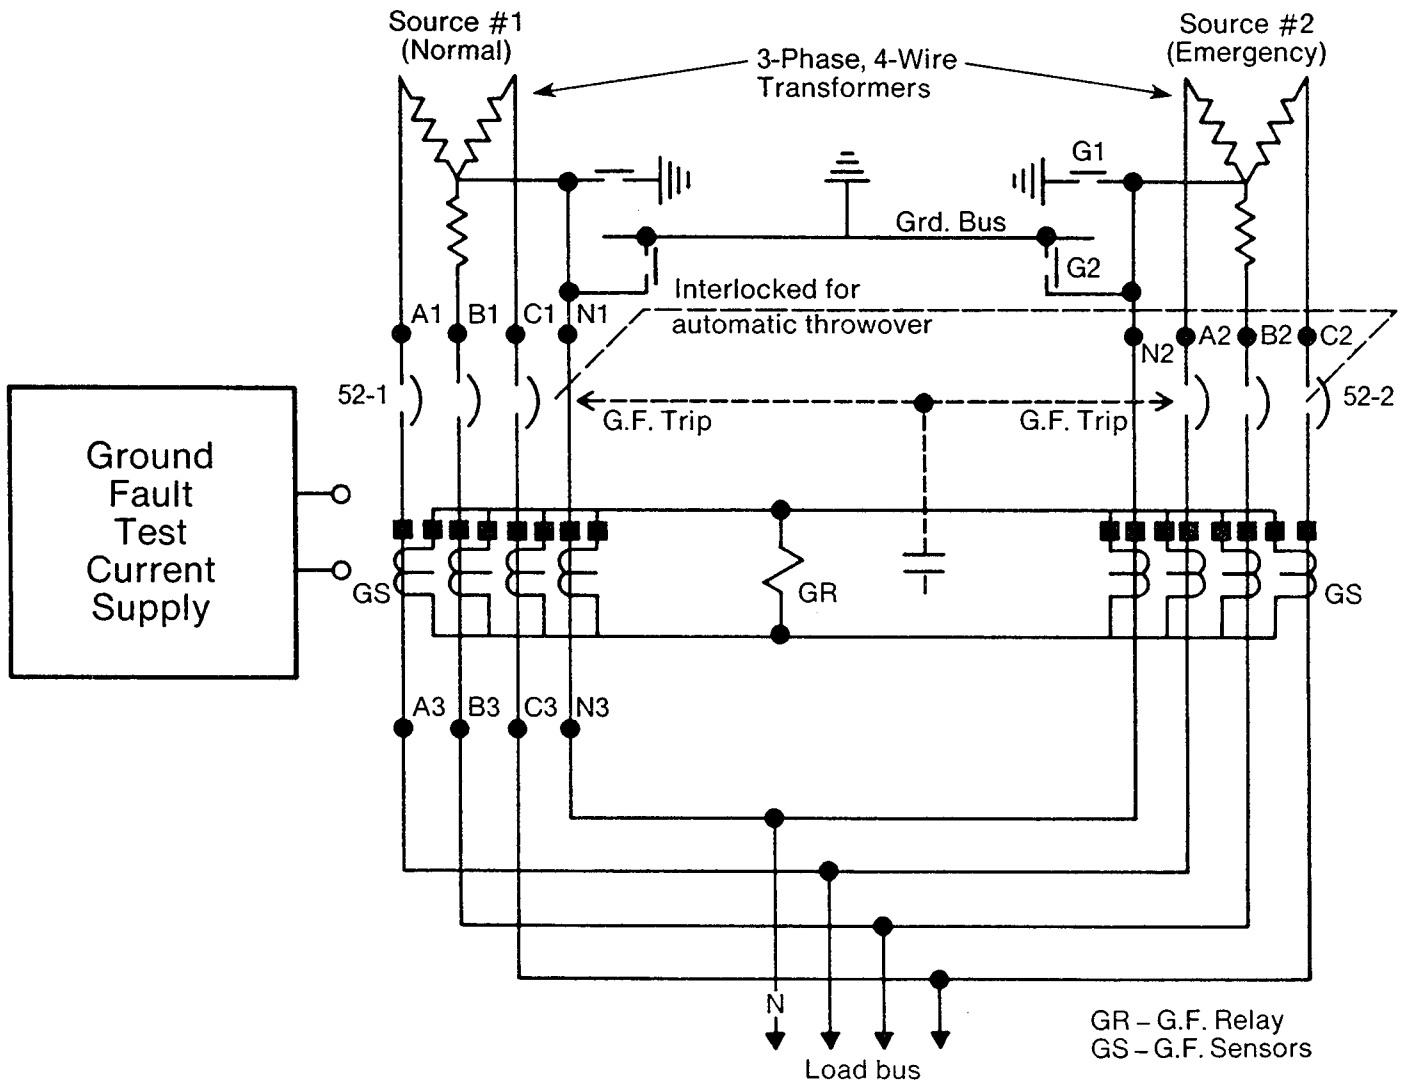 Source #1
(Normal)
Source #2
(Emergency)
3-Phase, 4-Wire
Transformers
G1
Grd. Bus
G2
Interlocked for
automatic throwover
A1
B1
C1
N1
N2
A2
B2
C2
52-1
52-2
G.F. Trip
G.F. Trip
Ground
Fault
Test
Current
Supply
GS
GR
GS
A3
B3
C3
N3
N
Load bus
GR – G.F. Relay
GS – G.F. Sensors